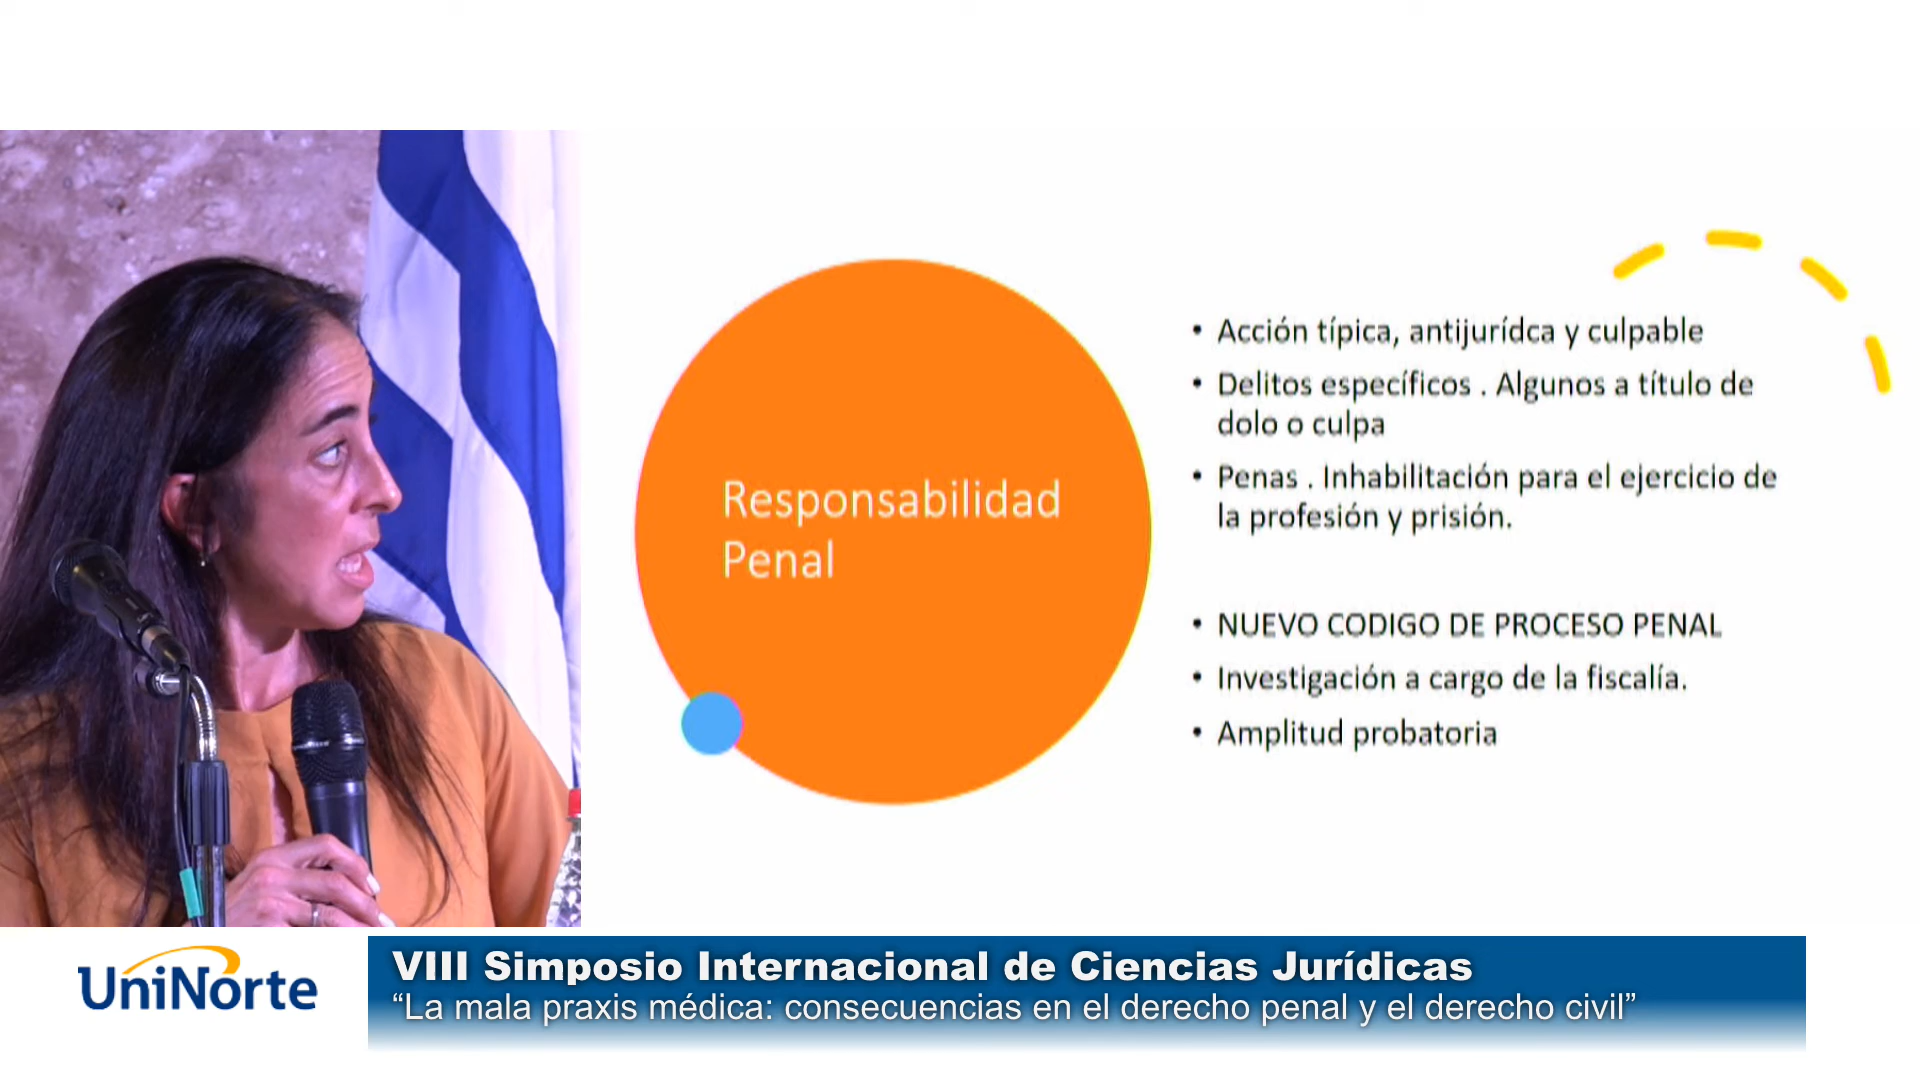 Responsabilidad
Penal
• Acción típica, antijurídca y culpable
• Delitos específicos . Algunos a título de
dolo o culpa
• Penas . Inhabilitación para el ejercicio de
la profesión y prisión.
• NUEVO CODIGO DE PROCESO PENAL
• Investigación a cargo de la fiscalía.
• Amplitud probatoria
UniNorte
VIII Simposio Internacional de Ciencias Jurídicas
“La mala praxis médica: consecuencias en el derecho penal y el derecho civil”